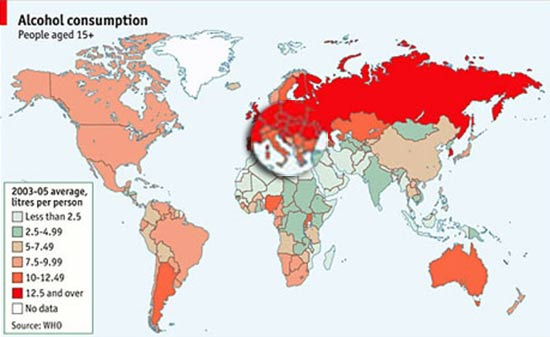 Alcohol consumption
People aged 15+
2003-05 average,
litres per person
Less than 2.5
2.5-4.99
5-7.49
7.5-9.99
10-12.49
12.5 and over
No data
Source: WHO